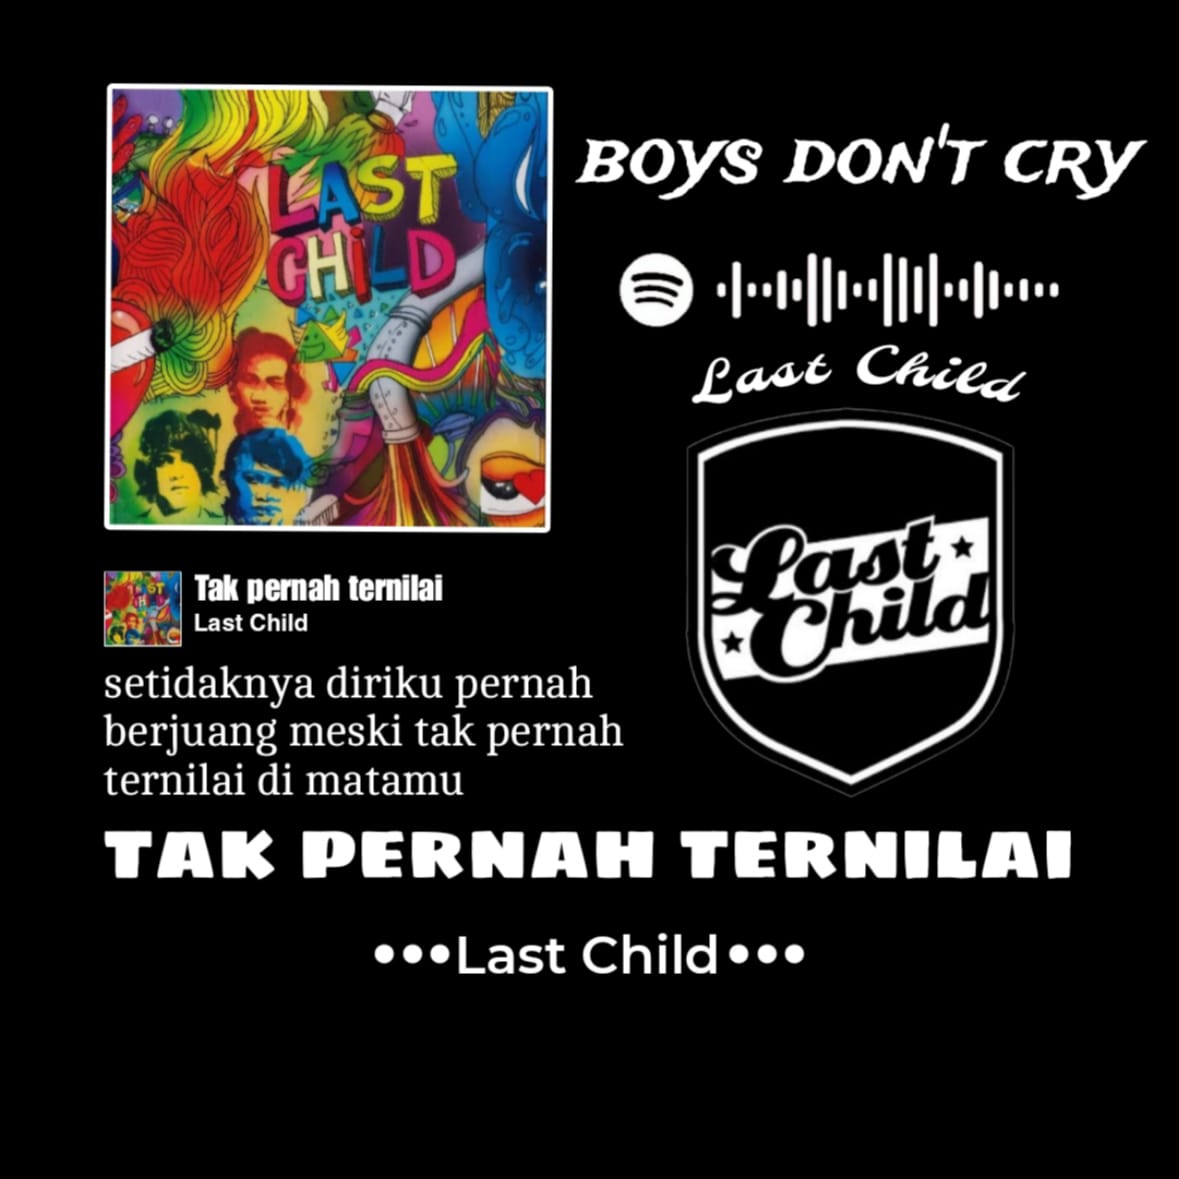 LAST
CHiLD
BOYS DON'T CRY
Last Child
Last
Child
Tak pernah ternilai
Last Child
setidaknya diriku pernah
berjuang meski tak pernah
ternilai di matamu
TAK PERNAH TERNILAI
•••Last Child•••